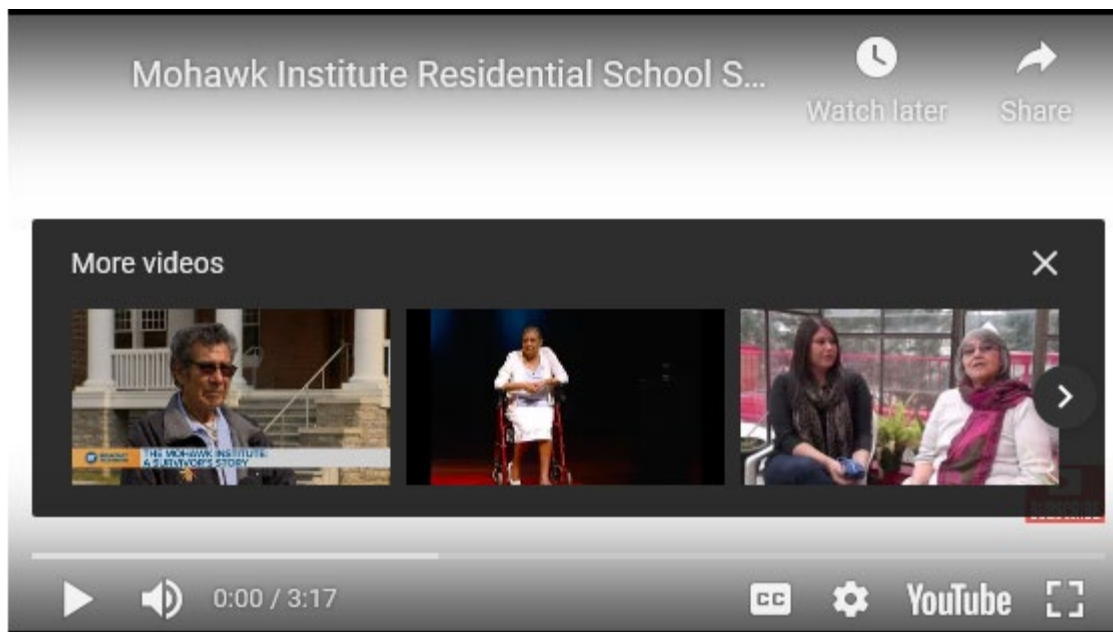 Mohawk Institute Residential School S...
Watch later
Share
More videos
THE MOHAWK INSTITUTE:
A SURVIVOR'S STORY
SUBSCRIBE
0:00 / 3:17
CC
YouTube